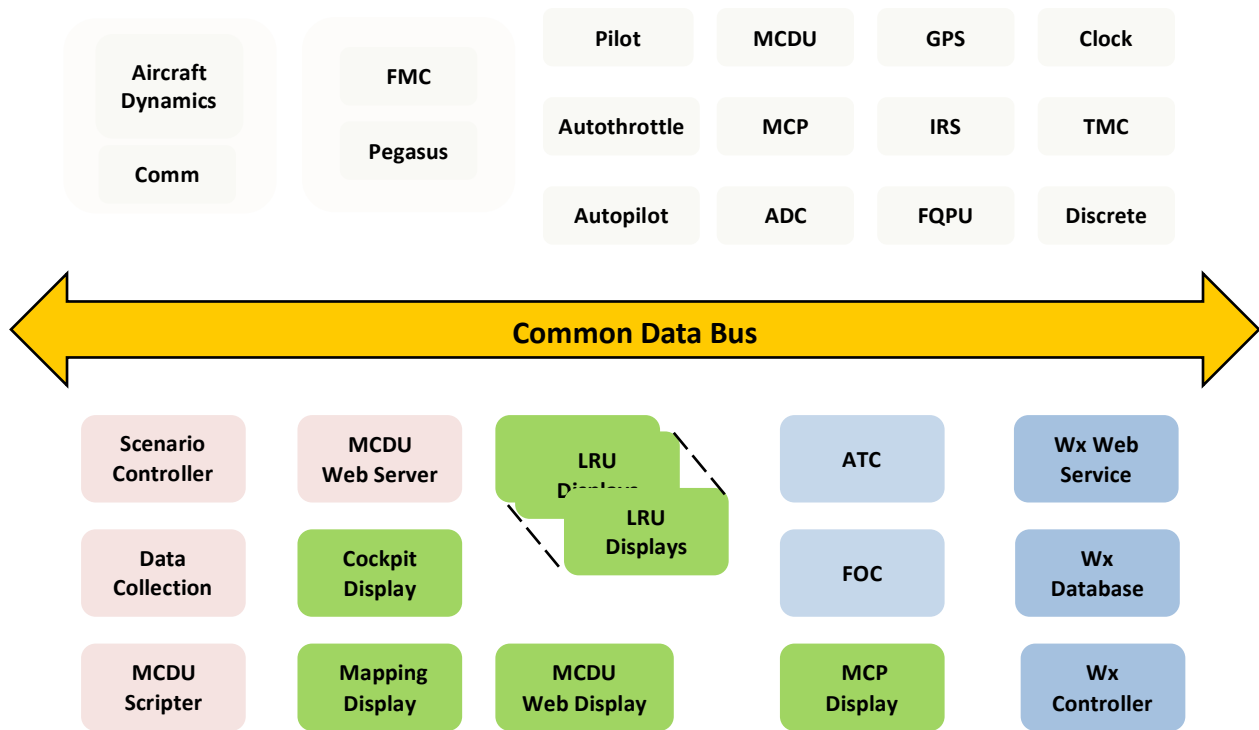 Aircraft
Dynamics
Comm
FMC
Pegasus
Pilot
MCDU
GPS
Clock
Autothrottle
MCP
IRS
TMC
Autopilot
ADC
FQPU
Discrete
Common Data Bus
Scenario
Controller
MCDU
Web Server
LRU
Displays
LRU
Displays
ATC
Wx Web
Service
Data
Collection
Cockpit
Display
FOC
Wx
Database
MCDU
Scripter
Mapping
Display
MCDU
Web Display
MCP
Display
Wx
Controller